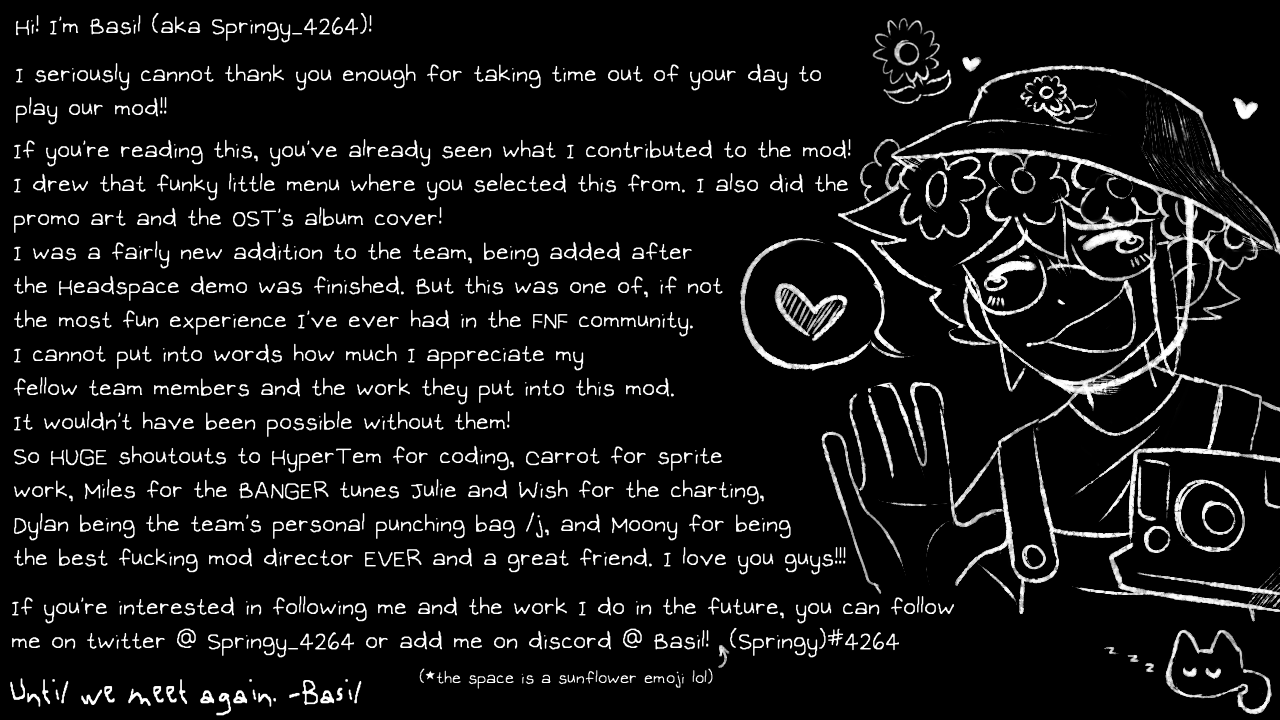 Hi! I'm Basil (aka Springy_4264)!
I seriously cannot thank you enough for taking time out of your day to
play our mod!!
If you're reading this, you've already seen what I contributed to the mod!
I drew that funky little menu where you selected this from. I also did the
promo art and the OST's album cover!
I was a fairly new addition to the team, being added after
the Headspace demo was finished. But this was one of, if not
the most fun experience I've ever had in the FNF community.
I cannot put into words how much I appreciate my
fellow team members and the work they put into this mod.
It wouldn't have been possible without them!
So HUGE shoutouts to HyperTem for coding, Carrot for sprite
work, Miles for the BANGER tunes Julie and Wish for the charting,
Dylan being the team's personal punching bag /j, and Moony for being
the best fucking mod director EVER and a great friend. I love you guys!!!
If you're interested in following me and the work I do in the future, you can follow
me on twitter @ Springy_4264 or add me on discord @ Basil! (Springy)#4264
(*the space is a sunflower emoji lol)
Until we meet again. -Basil
z z z z